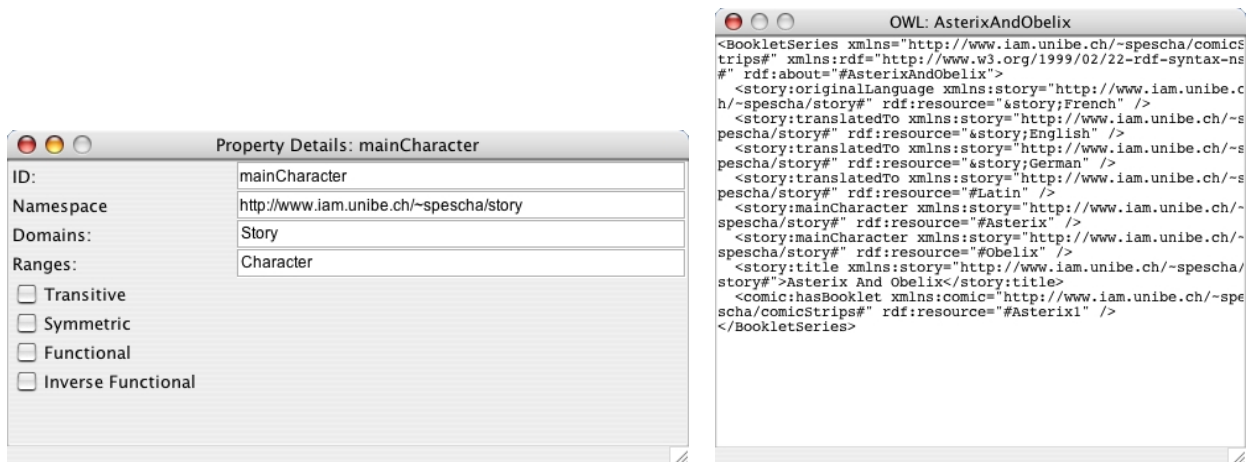 Property Details: mainCharacter
ID: mainCharacter
Namespace http://www.iam.unibe.ch/~spescha/story
Domains: Story
Ranges: Character
Transitive
Symmetric
Functional
Inverse Functional
OWL: AsterixAndObelix
<BookletSeries xmlns="http://www.iam.unibe.ch/~spescha/comicS
trips#" xmlns:rdf="http://www.w3.org/1999/02/22-rdf-syntax-ns
#" rdf:about="#AsterixAndObelix">
  <story:originalLanguage xmlns:story="http://www.iam.unibe.c
h/~spescha/story#" rdf:resource="&story;French" />
  <story:translatedTo xmlns:story="http://www.iam.unibe.ch/~s
pescha/story#" rdf:resource="&story;English" />
  <story:translatedTo xmlns:story="http://www.iam.unibe.ch/~s
pescha/story#" rdf:resource="&story;German" />
  <story:translatedTo xmlns:story="http://www.iam.unibe.ch/~s
pescha/story#" rdf:resource="#Latin" />
  <story:mainCharacter xmlns:story="http://www.iam.unibe.ch/~
spescha/story#" rdf:resource="#Asterix" />
  <story:mainCharacter xmlns:story="http://www.iam.unibe.ch/~
spescha/story#" rdf:resource="#Obelix" />
  <story:title xmlns:story="http://www.iam.unibe.ch/~spescha/
story#">Asterix And Obelix</story:title>
  <comic:hasBooklet xmlns:comic="http://www.iam.unibe.ch/~spe
scha/comicStrips#" rdf:resource="#Asterix1" />
</BookletSeries>